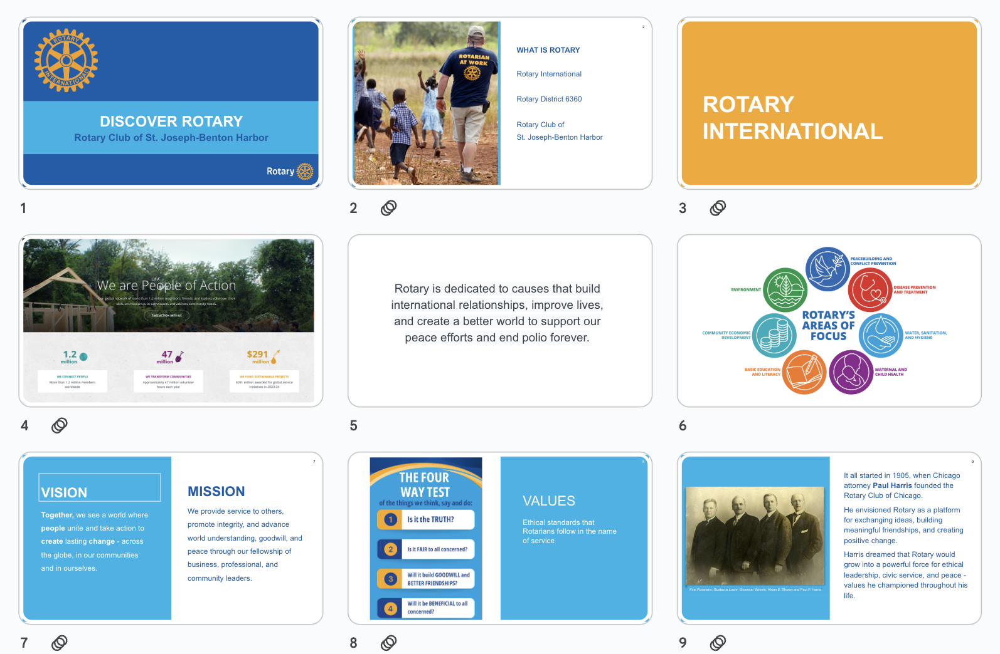 ROTARY
INTERNATIONAL
DISCOVER ROTARY
Rotary Club of St. Joseph-Benton Harbor
Rotary
1
2
ROTARIAN
AT WORK
WHAT IS ROTARY
Rotary International
Rotary District 6360
Rotary Club of
St. Joseph-Benton Harbor
2
ROTARY
INTERNATIONAL
3
We are People of Action
Our global network of more than 1.2 million neighbors, friends, and leaders volunteer their
skills and resources to solve issues and address community needs.
TAKE ACTION WITH US
1.2
million
WE CONNECT PEOPLE
More than 1.2 million members
worldwide
47
million
WE TRANSFORM COMMUNITIES
Approximately 47 million volunteer
hours each year
$291
million
WE FUND SUSTAINABLE PROJECTS
$291 million awarded for global service
initiatives in 2023-24
4
Rotary is dedicated to causes that build
international relationships, improve lives,
and create a better world to support our
peace efforts and end polio forever.
5
PEACEBUILDING AND
CONFLICT PREVENTION
ENVIRONMENT
DISEASE PREVENTION
AND TREATMENT
ROTARY'S
AREAS OF
FOCUS
COMMUNITY ECONOMIC
DEVELOPMENT
WATER, SANITATION,
AND HYGIENE
BASIC EDUCATION
AND LITERACY
MATERNAL AND
CHILD HEALTH
6
7
VISION
Together, we see a world where
people unite and take action to
create lasting change - across
the globe, in our communities
and in ourselves.
MISSION
We provide service to others,
promote integrity, and advance
world understanding, goodwill, and
peace through our fellowship of
business, professional, and
community leaders.
7
8
THE FOUR
WAY TEST
of the things we think, say and do:
1 Is it the TRUTH?
2 Is it FAIR to all concerned?
3 Will it build GOODWILL and
BETTER FRIENDSHIPS?
4 Will it be BENEFICIAL to all
concerned?
VALUES
Ethical standards that
Rotarians follow in the name
of service
8
9
First Rotarians; Gustavus Loehr, Silvester Schiele, Hiram E. Shorey and Paul P. Harris
It all started in 1905, when Chicago
attorney Paul Harris founded the
Rotary Club of Chicago.
He envisioned Rotary as a platform
for exchanging ideas, building
meaningful friendships, and creating
positive change.
Harris dreamed that Rotary would
grow into a powerful force for ethical
leadership, civic service, and peace -
values he championed throughout his
life.
9